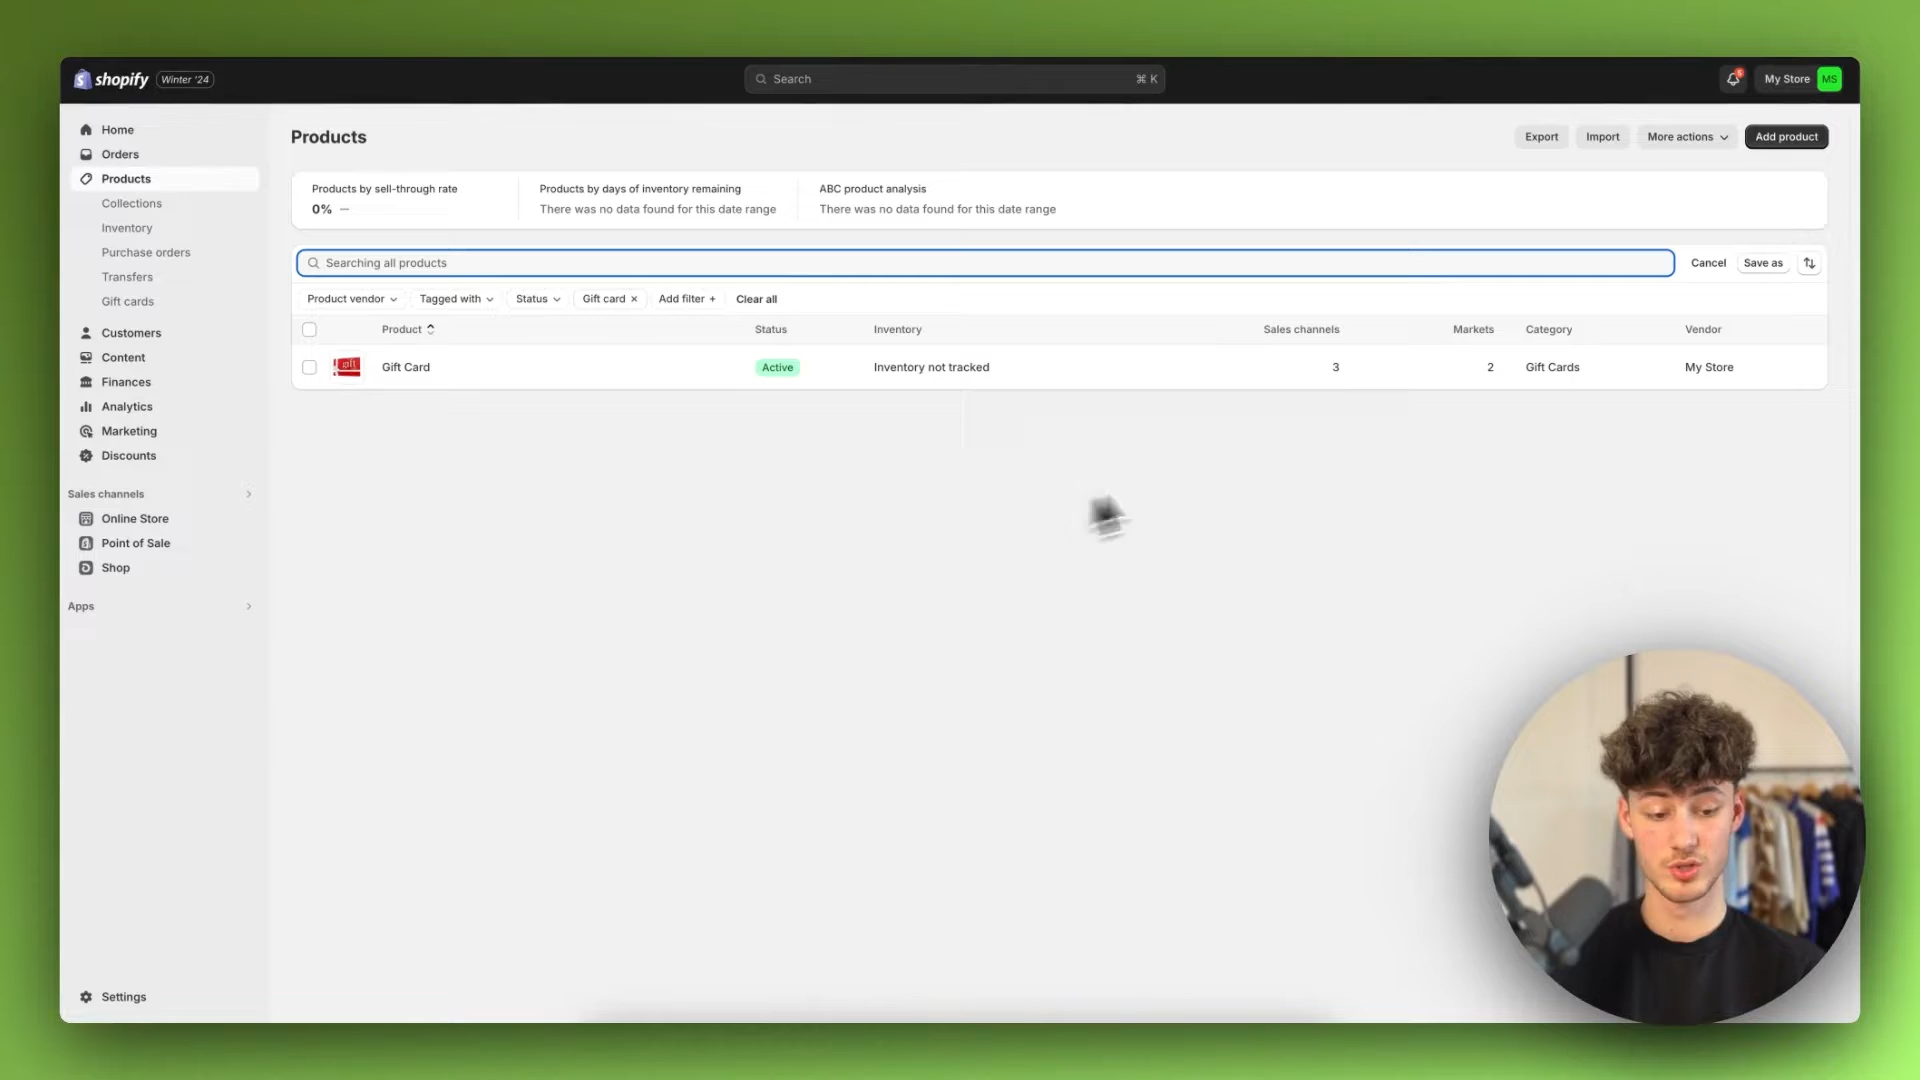 shopify Winter '24
Search ⌘ K
5
My Store MS
Home
Orders
Products
Collections
Inventory
Purchase orders
Transfers
Gift cards
Customers
Content
Finances
Analytics
Marketing
Discounts
Sales channels
Online Store
Point of Sale
Shop
Apps
Settings
Products
Export Import More actions Add product
Products by sell-through rate
0% —
Products by days of inventory remaining
There was no data found for this date range
ABC product analysis
There was no data found for this date range
Searching all products Cancel Save as
Product vendor Tagged with Status Gift card × Add filter + Clear all
Product Status Inventory Sales channels Markets Category Vendor
Gift Card Active Inventory not tracked 3 2 Gift Cards My Store